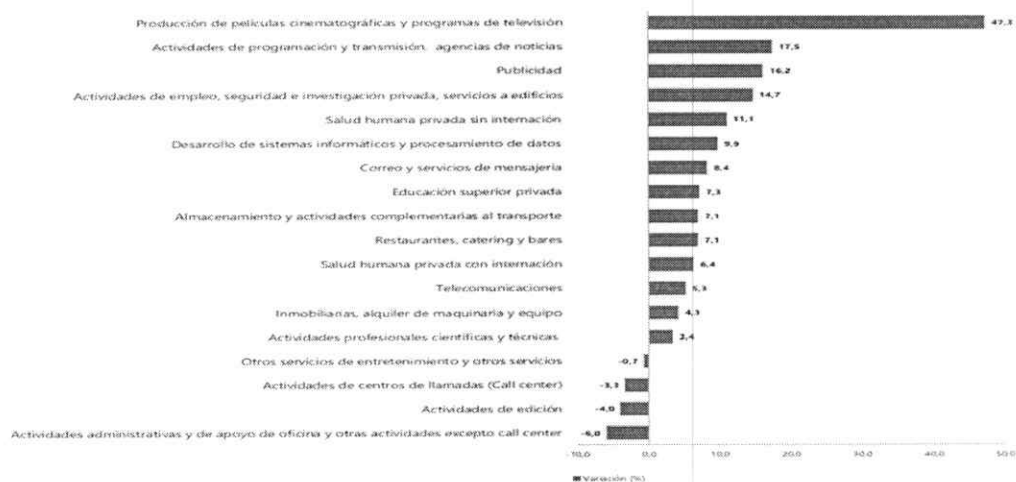 Producción de películas cinematográficas y programas de televisión 47,3
Actividades de programación y transmisión, agencias de noticias 17,5
Publicidad 16,2
Actividades de empleo, seguridad e investigación privada, servicios a edificios 14,7
Salud humana privada sin internación 11,1
Desarrollo de sistemas informáticos y procesamiento de datos 9,9
Correo y servicios de mensajería 8,4
Educación superior privada 7,3
Almacenamiento y actividades complementarias al transporte 7,1
Restaurantes, catering y bares 7,1
Salud humana privada con internación 6,4
Telecomunicaciones 5,3
Inmobiliarias, alquiler de maquinaria y equipo 4,3
Actividades profesionales científicas y técnicas 3,4
Otros servicios de entretenimiento y otros servicios -0,7
Actividades de centros de llamadas (Call center) -3,3
Actividades de edición -4,0
Actividades administrativas y de apoyo de oficina y otras actividades excepto call center -6,0
-10,0 0,0 10,0 20,0 30,0 40,0 50,0
Variación (%)